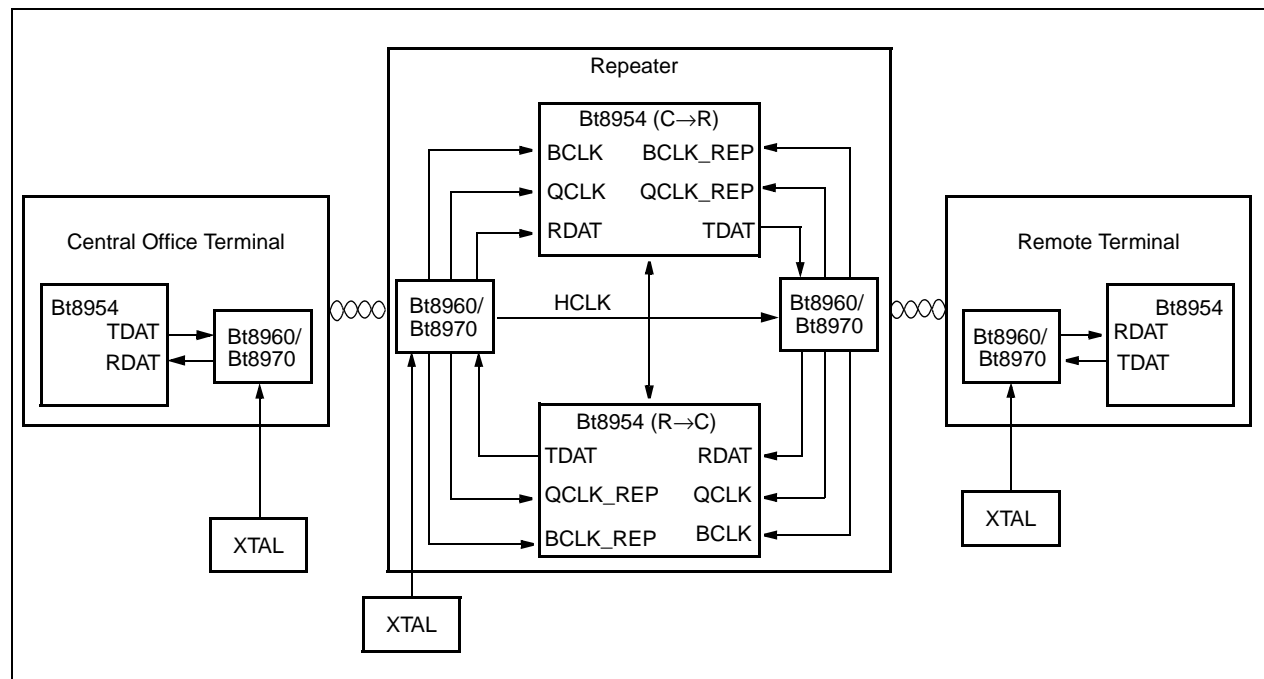 Repeater
Bt8954 (C→R)
BCLK BCLK_REP
QCLK QCLK_REP
RDAT TDAT
Central Office Terminal
Bt8954
TDAT
RDAT
Bt8960/
Bt8970
XTAL
Bt8960/
Bt8970
HCLK
Bt8960/
Bt8970
XTAL
Bt8954 (R→C)
TDAT RDAT
QCLK_REP QCLK
BCLK_REP BCLK
Remote Terminal
Bt8960/
Bt8970
Bt8954
RDAT
TDAT
XTAL